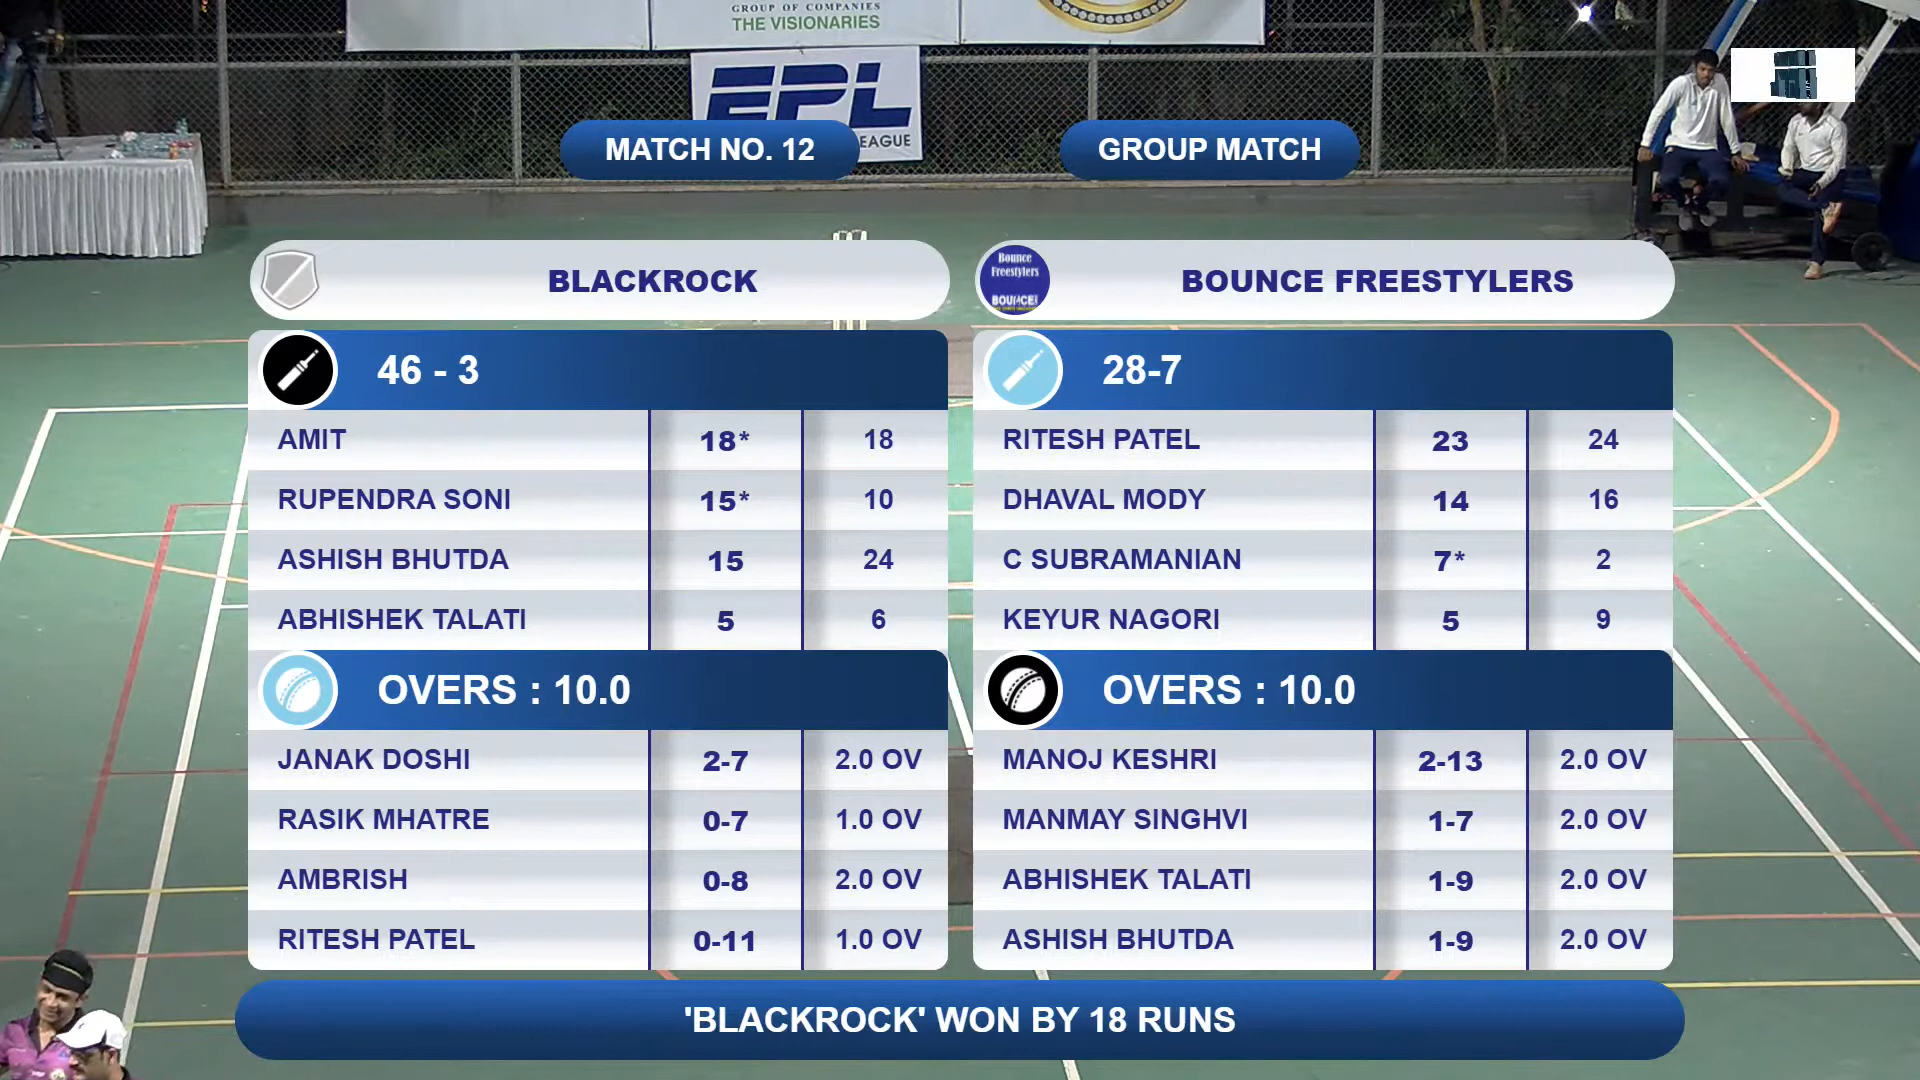 GROUP OF COMPANIES
THE VISIONARIES
EPL
EAGUE
MATCH NO. 12
GROUP MATCH
BLACKROCK
Bounce
Freestylers
BOUNCE!
BOUNCE FREESTYLERS
46 - 3
AMIT 18* 18
RUPENDRA SONI 15* 10
ASHISH BHUTDA 15 24
ABHISHEK TALATI 5 6
28-7
RITESH PATEL 23 24
DHAVAL MODY 14 16
C SUBRAMANIAN 7* 2
KEYUR NAGORI 5 9
OVERS : 10.0
JANAK DOSHI 2-7 2.0 OV
RASIK MHATRE 0-7 1.0 OV
AMBRISH 0-8 2.0 OV
RITESH PATEL 0-11 1.0 OV
OVERS : 10.0
MANOJ KESHRI 2-13 2.0 OV
MANMAY SINGHVI 1-7 2.0 OV
ABHISHEK TALATI 1-9 2.0 OV
ASHISH BHUTDA 1-9 2.0 OV
'BLACKROCK' WON BY 18 RUNS